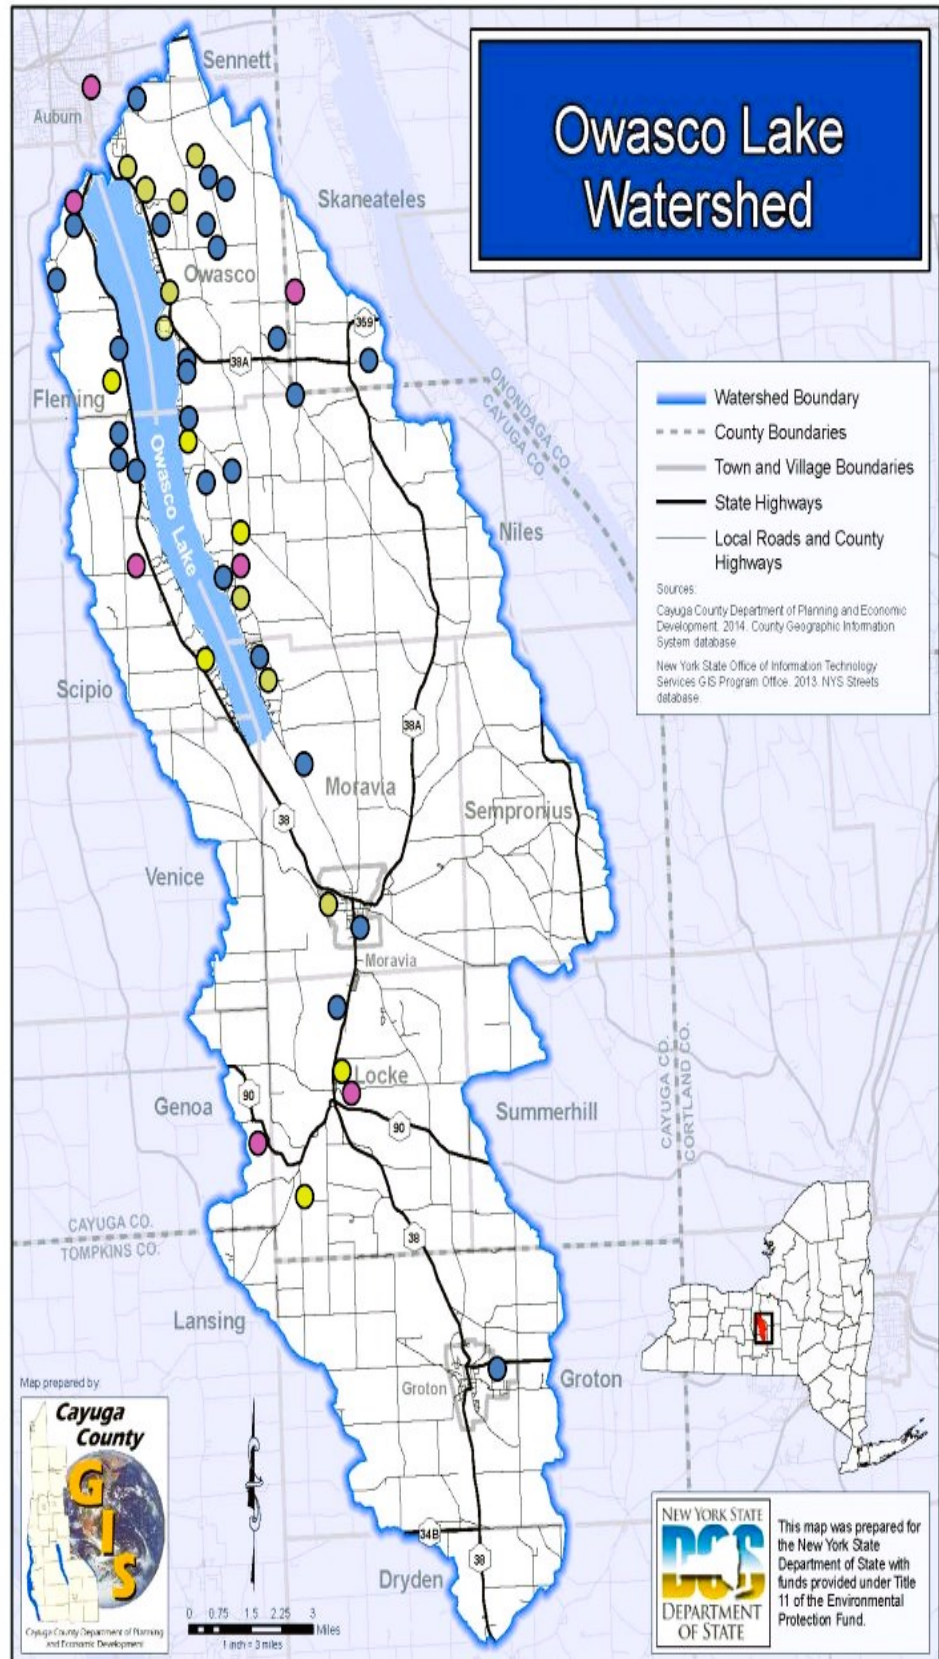 Owasco Lake
Watershed
Sennett
Auburn
Skaneateles
Owasco
359
38A
Fleming
ONONDAGA CO.
CAYUGA CO.
Owasco Lake
Niles
Watershed Boundary
County Boundaries
Town and Village Boundaries
State Highways
Local Roads and County
Highways
Sources:
Cayuga County Department of Planning and Economic
Development. 2014. County Geographic Information
System database.
New York State Office of Information Technology
Services GIS Program Office. 2013. NYS Streets
database.
Scipio
38A
Moravia
Sempronius
38
Venice
Moravia
Locke
90
Genoa
90
Summerhill
CAYUGA CO.
CORTLAND CO.
CAYUGA CO.
TOMPKINS CO.
38
Lansing
Groton
Groton
34B
38
Dryden
Map prepared by:
Cayuga
County
GIS
Cayuga County Department of Planning
and Economic Development
0 0.75 1.5 2.25 3
Miles
1 inch = 3 miles
NEW YORK STATE
DOS
DEPARTMENT
OF STATE
This map was prepared for
the New York State
Department of State with
funds provided under Title
11 of the Environmental
Protection Fund.